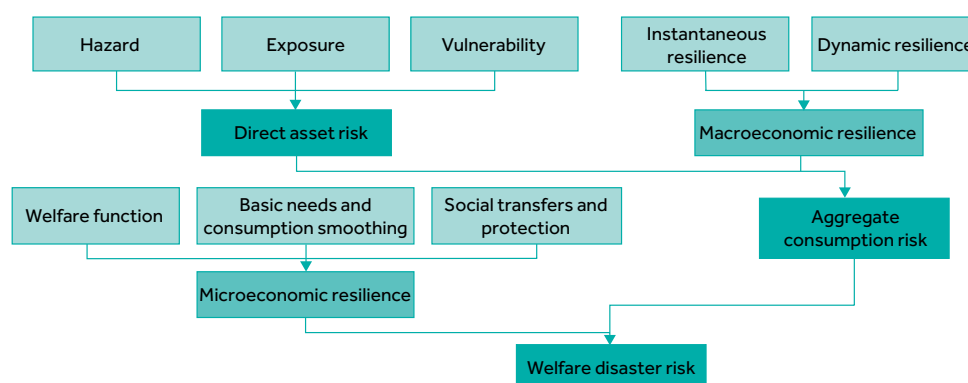 Hazard
Exposure
Vulnerability
Instantaneous
resilience
Dynamic resilience
Direct asset risk
Macroeconomic resilience
Welfare function
Basic needs and
consumption smoothing
Social transfers and
protection
Aggregate
consumption risk
Microeconomic resilience
Welfare disaster risk